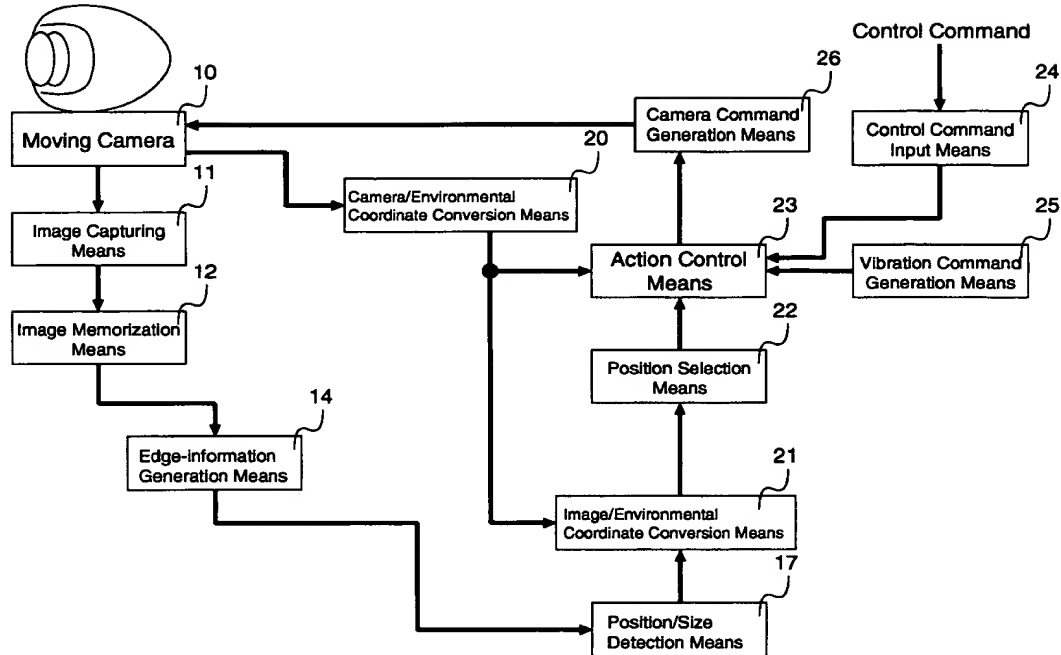 Control Command
10
Moving Camera
26
Camera Command
Generation Means
24
Control Command
Input Means
20
Camera/Environmental
Coordinate Conversion Means
11
Image Capturing
Means
23
Action Control
Means
25
Vibration Command
Generation Means
12
Image Memorization
Means
22
Position Selection
Means
14
Edge-information
Generation Means
21
Image/Environmental
Coordinate Conversion Means
17
Position/Size
Detection Means